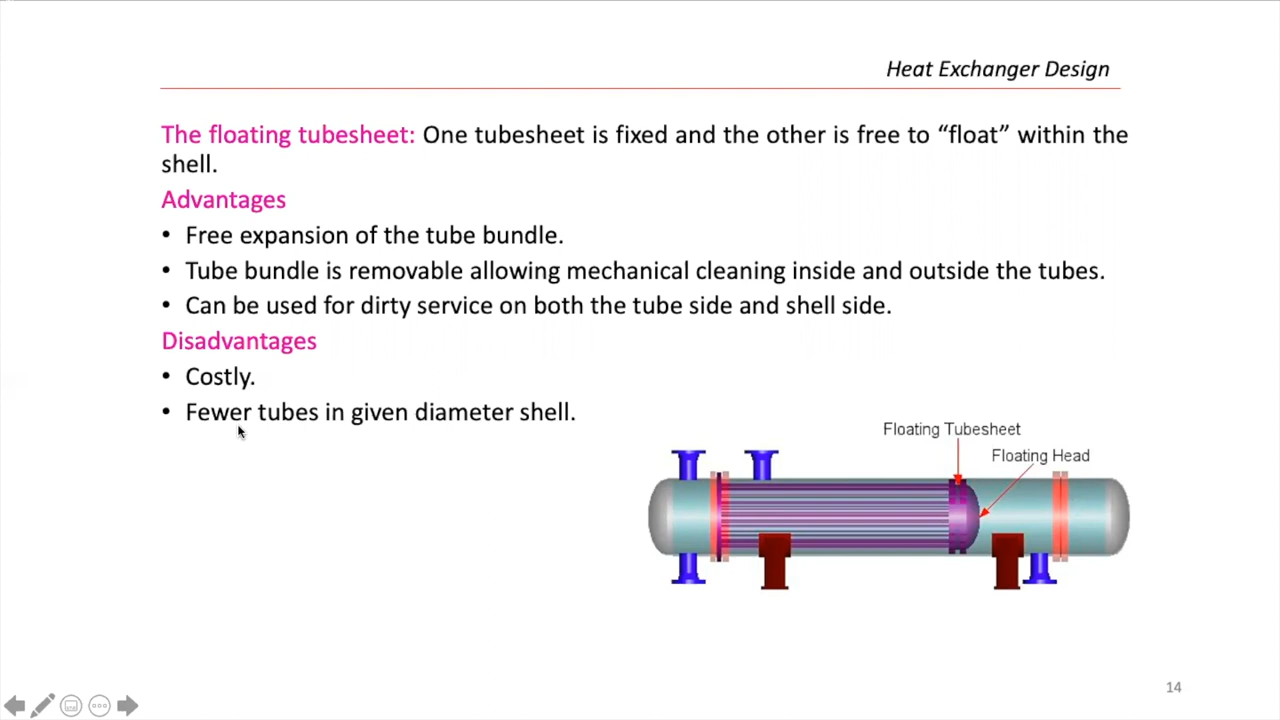 Heat Exchanger Design
The floating tubesheet: One tubesheet is fixed and the other is free to “float” within the
shell.
Advantages
• Free expansion of the tube bundle.
• Tube bundle is removable allowing mechanical cleaning inside and outside the tubes.
• Can be used for dirty service on both the tube side and shell side.
Disadvantages
• Costly.
• Fewer tubes in given diameter shell.
Floating Tubesheet
Floating Head
14